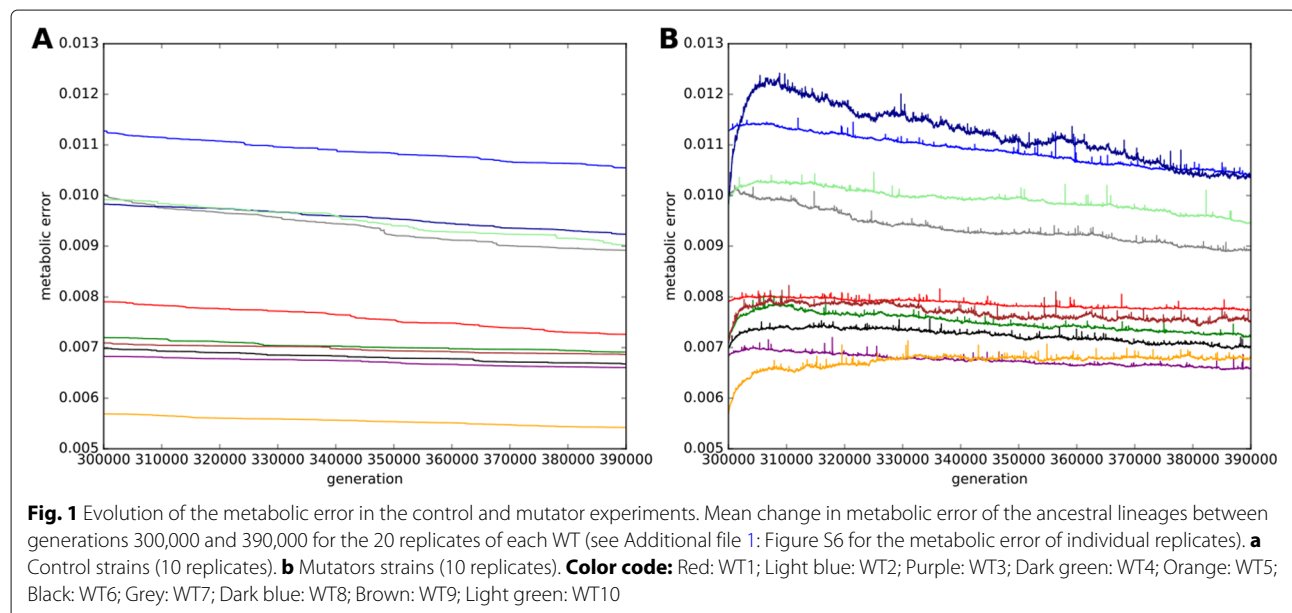 A
B
0.013
0.012
0.011
0.010
0.009
0.008
0.007
0.006
0.005
metabolic error
300000 310000 320000 330000 340000 350000 360000 370000 380000 390000
generation
0.013
0.012
0.011
0.010
0.009
0.008
0.007
0.006
0.005
metabolic error
300000 310000 320000 330000 340000 350000 360000 370000 380000 390000
generation
Fig. 1 Evolution of the metabolic error in the control and mutator experiments. Mean change in metabolic error of the ancestral lineages between
generations 300,000 and 390,000 for the 20 replicates of each WT (see Additional file 1: Figure S6 for the metabolic error of individual replicates). a
Control strains (10 replicates). b Mutators strains (10 replicates). Color code: Red: WT1; Light blue: WT2; Purple: WT3; Dark green: WT4; Orange: WT5;
Black: WT6; Grey: WT7; Dark blue: WT8; Brown: WT9; Light green: WT10